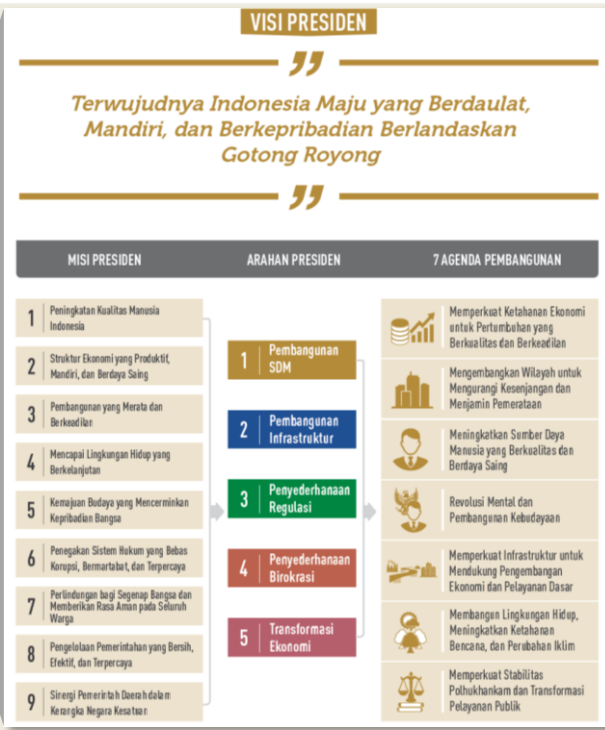 VISI PRESIDEN
”
Terwujudnya Indonesia Maju yang Berdaulat,
Mandiri, dan Berkepribadian Berlandaskan
Gotong Royong
”
MISI PRESIDEN
ARAHAN PRESIDEN
7 AGENDA PEMBANGUNAN
1
Peningkatan Kualitas Manusia
Indonesia
2
Struktur Ekonomi yang Produktif,
Mandiri, dan Berdaya Saing
3
Pembangunan yang Merata dan
Berkeadilan
4
Mencapai Lingkungan Hidup yang
Berkelanjutan
5
Kemajuan Budaya yang Mencerminkan
Kepribadian Bangsa
6
Penegakan Sistem Hukum yang Bebas
Korupsi, Bermartabat, dan Terpercaya
7
Perlindungan bagi Segenap Bangsa dan
Memberikan Rasa Aman pada Seluruh
Warga
8
Pengelolaan Pemerintahan yang Bersih,
Efektif, dan Terpercaya
9
Sinergi Pemerintah Daerah dalam
Kerangka Negara Kesatuan
1
Pembangunan
SDM
2
Pembangunan
Infrastruktur
3
Penyederhanaan
Regulasi
4
Penyederhanaan
Birokrasi
5
Transformasi
Ekonomi
Memperkuat Ketahanan Ekonomi
untuk Pertumbuhan yang
Berkualitas dan Berkeadilan
Mengembangkan Wilayah untuk
Mengurangi Kesenjangan dan
Menjamin Pemerataan
Meningkatkan Sumber Daya
Manusia yang Berkualitas dan
Berdaya Saing
Revolusi Mental dan
Pembangunan Kebudayaan
Memperkuat Infrastruktur untuk
Mendukung Pengembangan
Ekonomi dan Pelayanan Dasar
Membangun Lingkungan Hidup,
Meningkatkan Ketahanan
Bencana, dan Perubahan Iklim
Memperkuat Stabilitas
Polhukhankam dan Transformasi
Pelayanan Publik